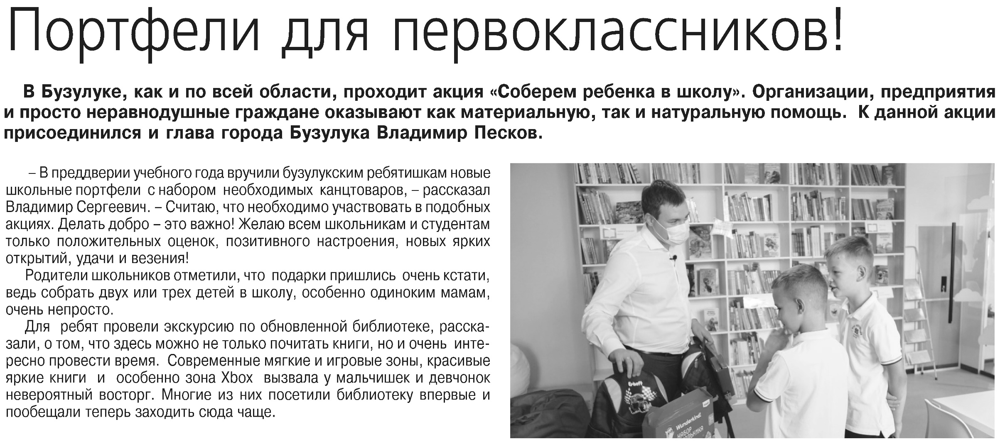 Портфели для первоклассников!
В Бузулуке, как и по всей области, проходит акция «Соберем ребенка в школу». Организации, предприятия
и просто неравнодушные граждане оказывают как материальную, так и натуральную помощь. К данной акции
присоединился и глава города Бузулука Владимир Песков.
– В преддверии учебного года вручили бузулукским ребятишкам новые
школьные портфели с набором необходимых канцтоваров, – рассказал
Владимир Сергеевич. – Считаю, что необходимо участвовать в подобных
акциях. Делать добро – это важно! Желаю всем школьникам и студентам
только положительных оценок, позитивного настроения, новых ярких
открытий, удачи и везения!
Родители школьников отметили, что подарки пришлись очень кстати,
ведь собрать двух или трех детей в школу, особенно одиноким мамам,
очень непросто.
Для ребят провели экскурсию по обновленной библиотеке, расска-
зали, о том, что здесь можно не только почитать книги, но и очень инте-
ресно провести время. Современные мягкие и игровые зоны, красивые
яркие книги и особенно зона Xbox вызвала у мальчишек и девчонок
невероятный восторг. Многие из них посетили библиотеку впервые и
пообещали теперь заходить сюда чаще.
Erhaft
Wunderkind!
НАБОР